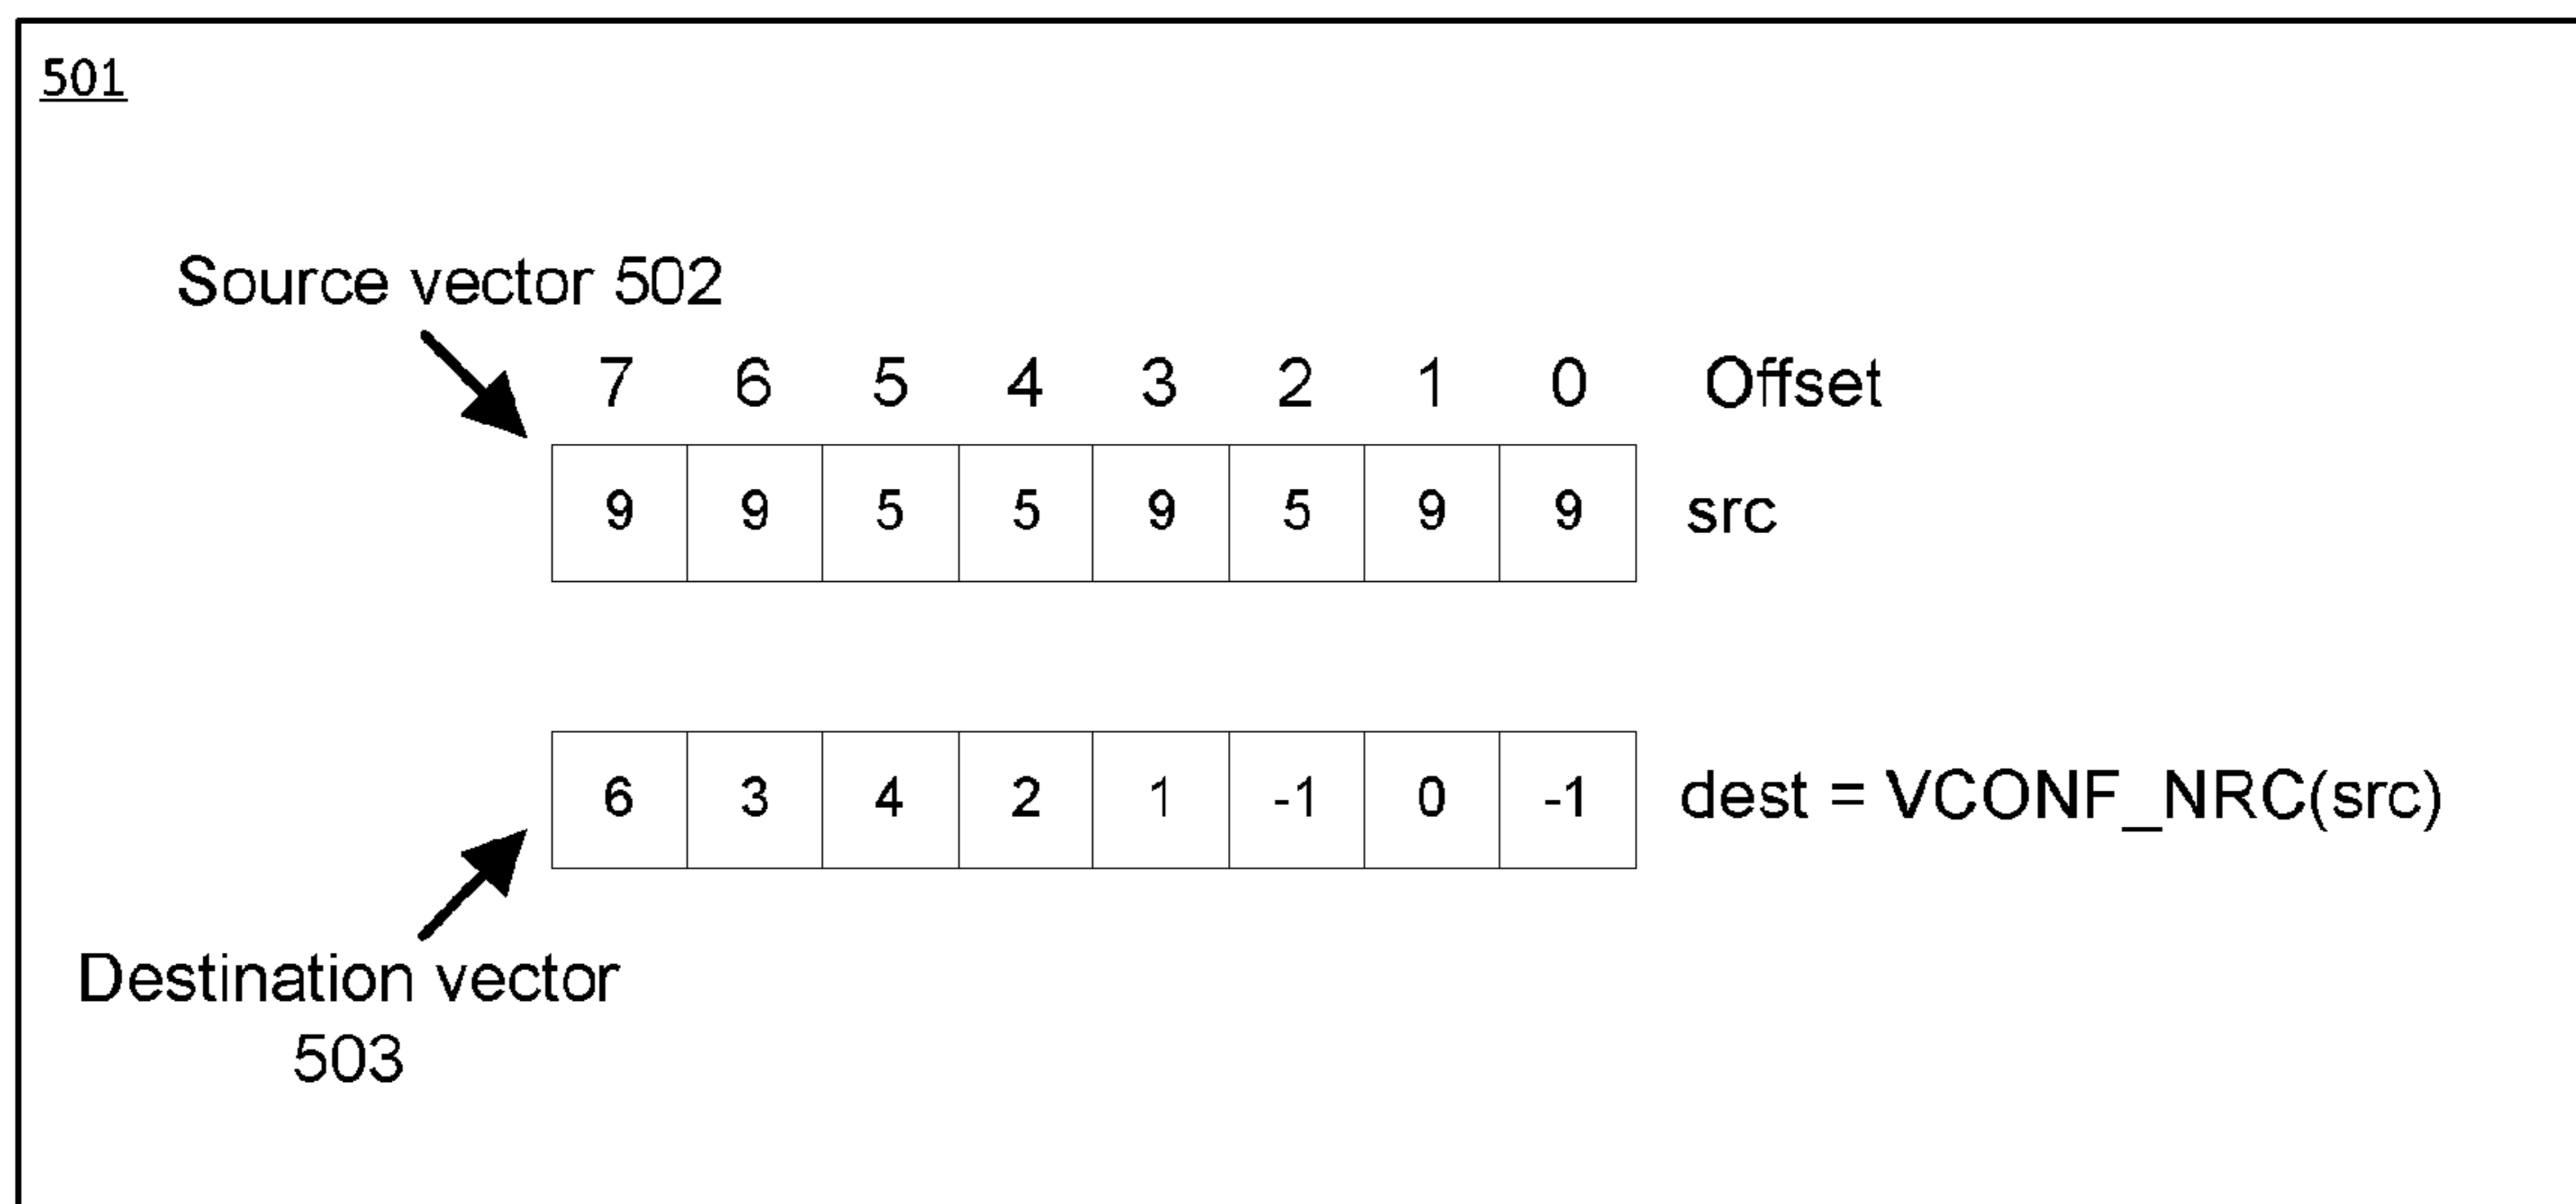 501
Source vector 502
7 6 5 4 3 2 1 0 Offset
9 9 5 5 9 5 9 9 src
6 3 4 2 1 -1 0 -1 dest = VCONF_NRC(src)
Destination vector
503